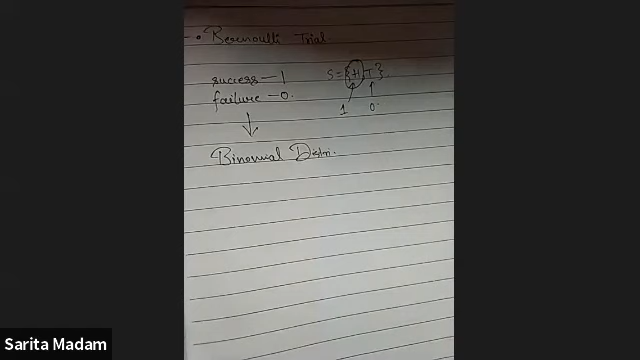 • Bernoulli Trial
success – 1
failure – 0.
S = {H, T}.
1 0
Binomial Distri.
Sarita Madam